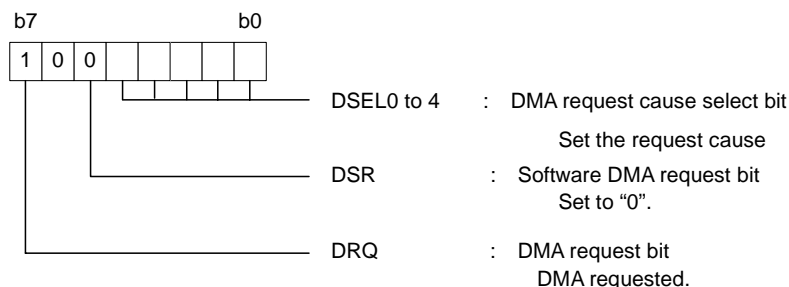 b7 b0
1 0 0
DSEL0 to 4 : DMA request cause select bit
Set the request cause
DSR : Software DMA request bit
Set to “0”.
DRQ : DMA request bit
DMA requested.